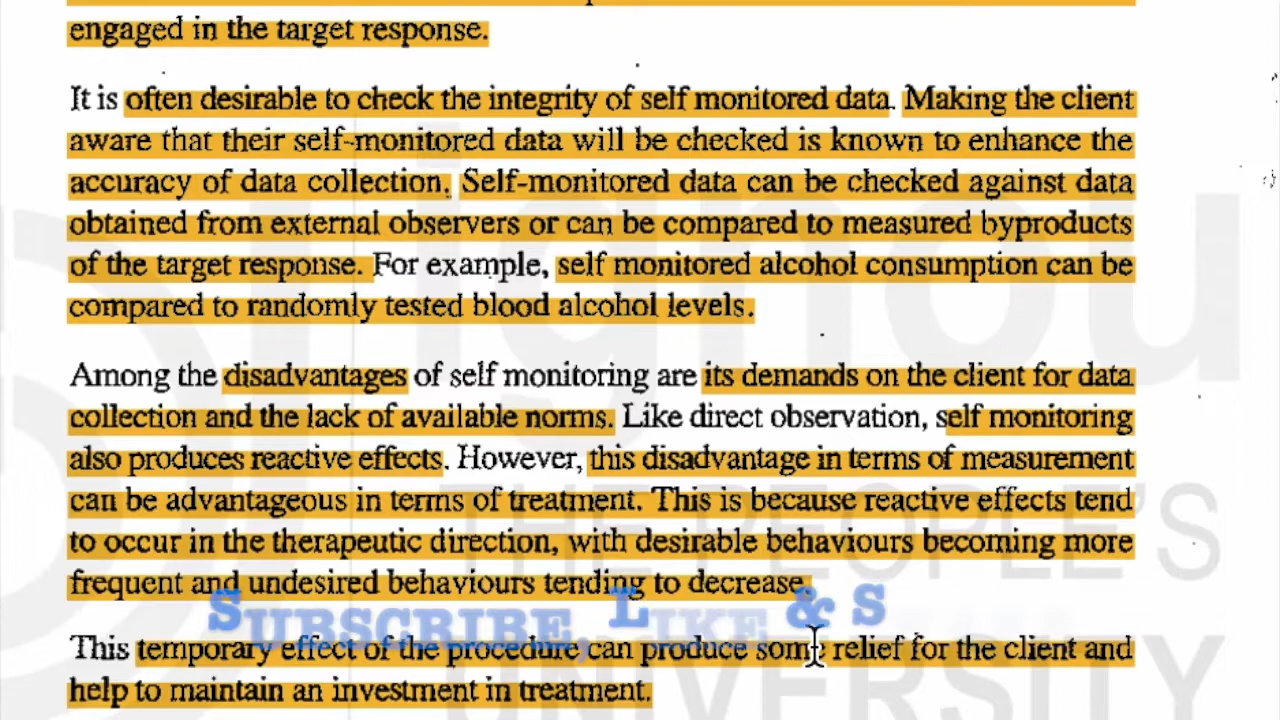 engaged in the target response.
It is often desirable to check the integrity of self monitored data. Making the client
aware that their self-monitored data will be checked is known to enhance the
accuracy of data collection. Self-monitored data can be checked against data
obtained from external observers or can be compared to measured byproducts
of the target response. For example, self monitored alcohol consumption can be
compared to randomly tested blood alcohol levels.
Among the disadvantages of self monitoring are its demands on the client for data
collection and the lack of available norms. Like direct observation, self monitoring
also produces reactive effects. However, this disadvantage in terms of measurement
can be advantageous in terms of treatment. This is because reactive effects tend
to occur in the therapeutic direction, with desirable behaviours becoming more
frequent and undesired behaviours tending to decrease.
SUBSCRIBE, LIKE & S
This temporary effect of the procedure can produce some relief for the client and
help to maintain an investment in treatment.
ignou
THE PEOPLE'S
UNIVERSITY